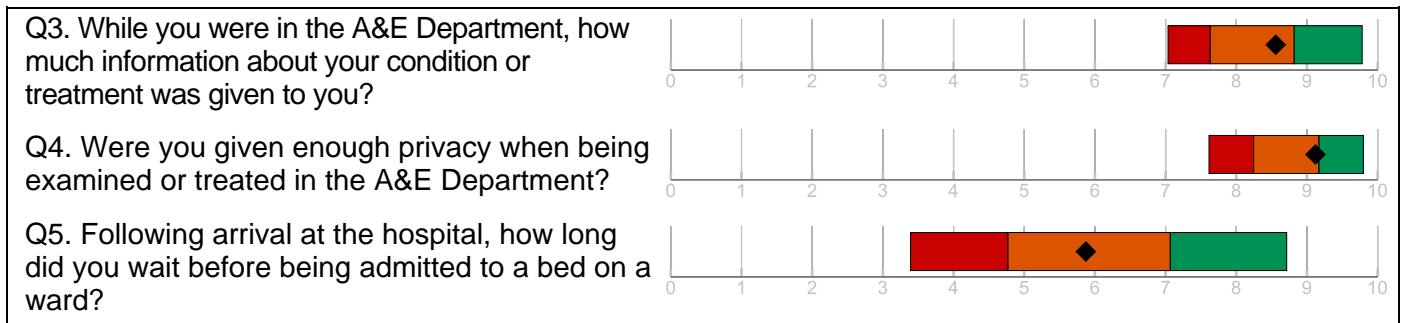 Q3. While you were in the A&E Department, how
much information about your condition or
treatment was given to you?
0 1 2 3 4 5 6 7 8 9 10
Q4. Were you given enough privacy when being
examined or treated in the A&E Department?
0 1 2 3 4 5 6 7 8 9 10
Q5. Following arrival at the hospital, how long
did you wait before being admitted to a bed on a
ward?
0 1 2 3 4 5 6 7 8 9 10